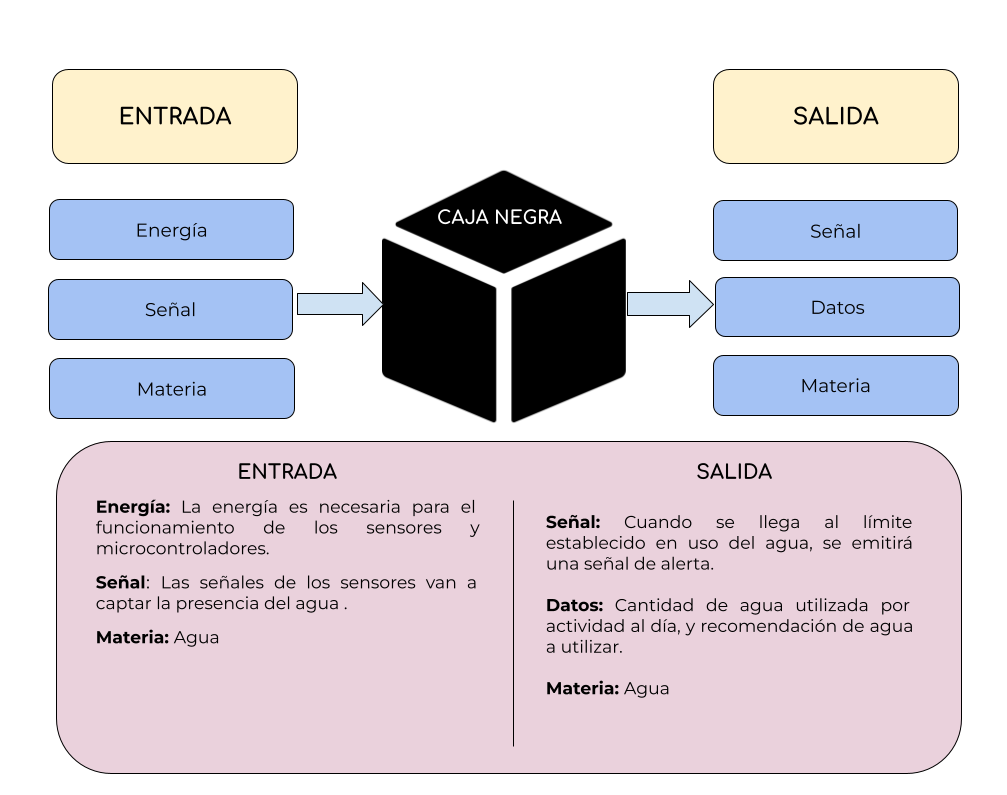 ENTRADA
SALIDA
CAJA NEGRA
Energía
Señal
Materia
Señal
Datos
Materia
ENTRADA
Energía: La energía es necesaria para el
funcionamiento de los sensores y
microcontroladores.
Señal: Las señales de los sensores van a
captar la presencia del agua .
Materia: Agua
SALIDA
Señal: Cuando se llega al límite
establecido en uso del agua, se emitirá
una señal de alerta.
Datos: Cantidad de agua utilizada por
actividad al día, y recomendación de agua
a utilizar.
Materia: Agua